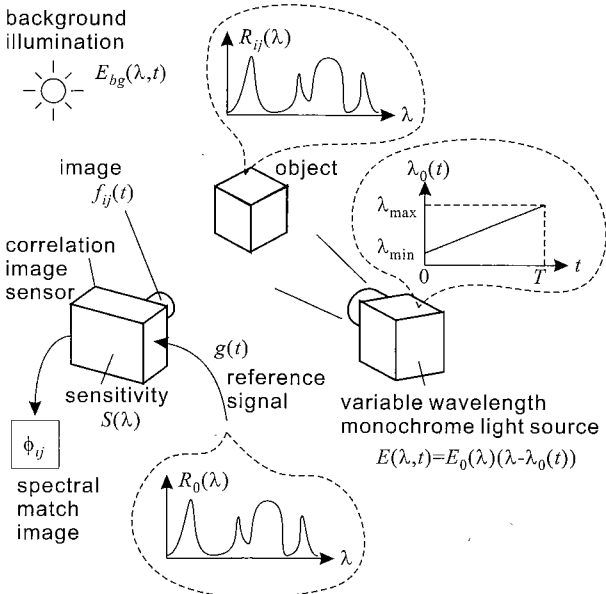 background
illumination
E_bg(λ,t)
R_ij(λ)
λ
object
image
f_ij(t)
λ_0(t)
λ_max
λ_min
0
T
t
correlation
image
sensor
g(t)
reference
signal
sensitivity
S(λ)
variable wavelength
monochrome light source
E(λ,t)=E_0(λ)(λ-λ_0(t))
ϕ_ij
spectral
match
image
R_0(λ)
λ